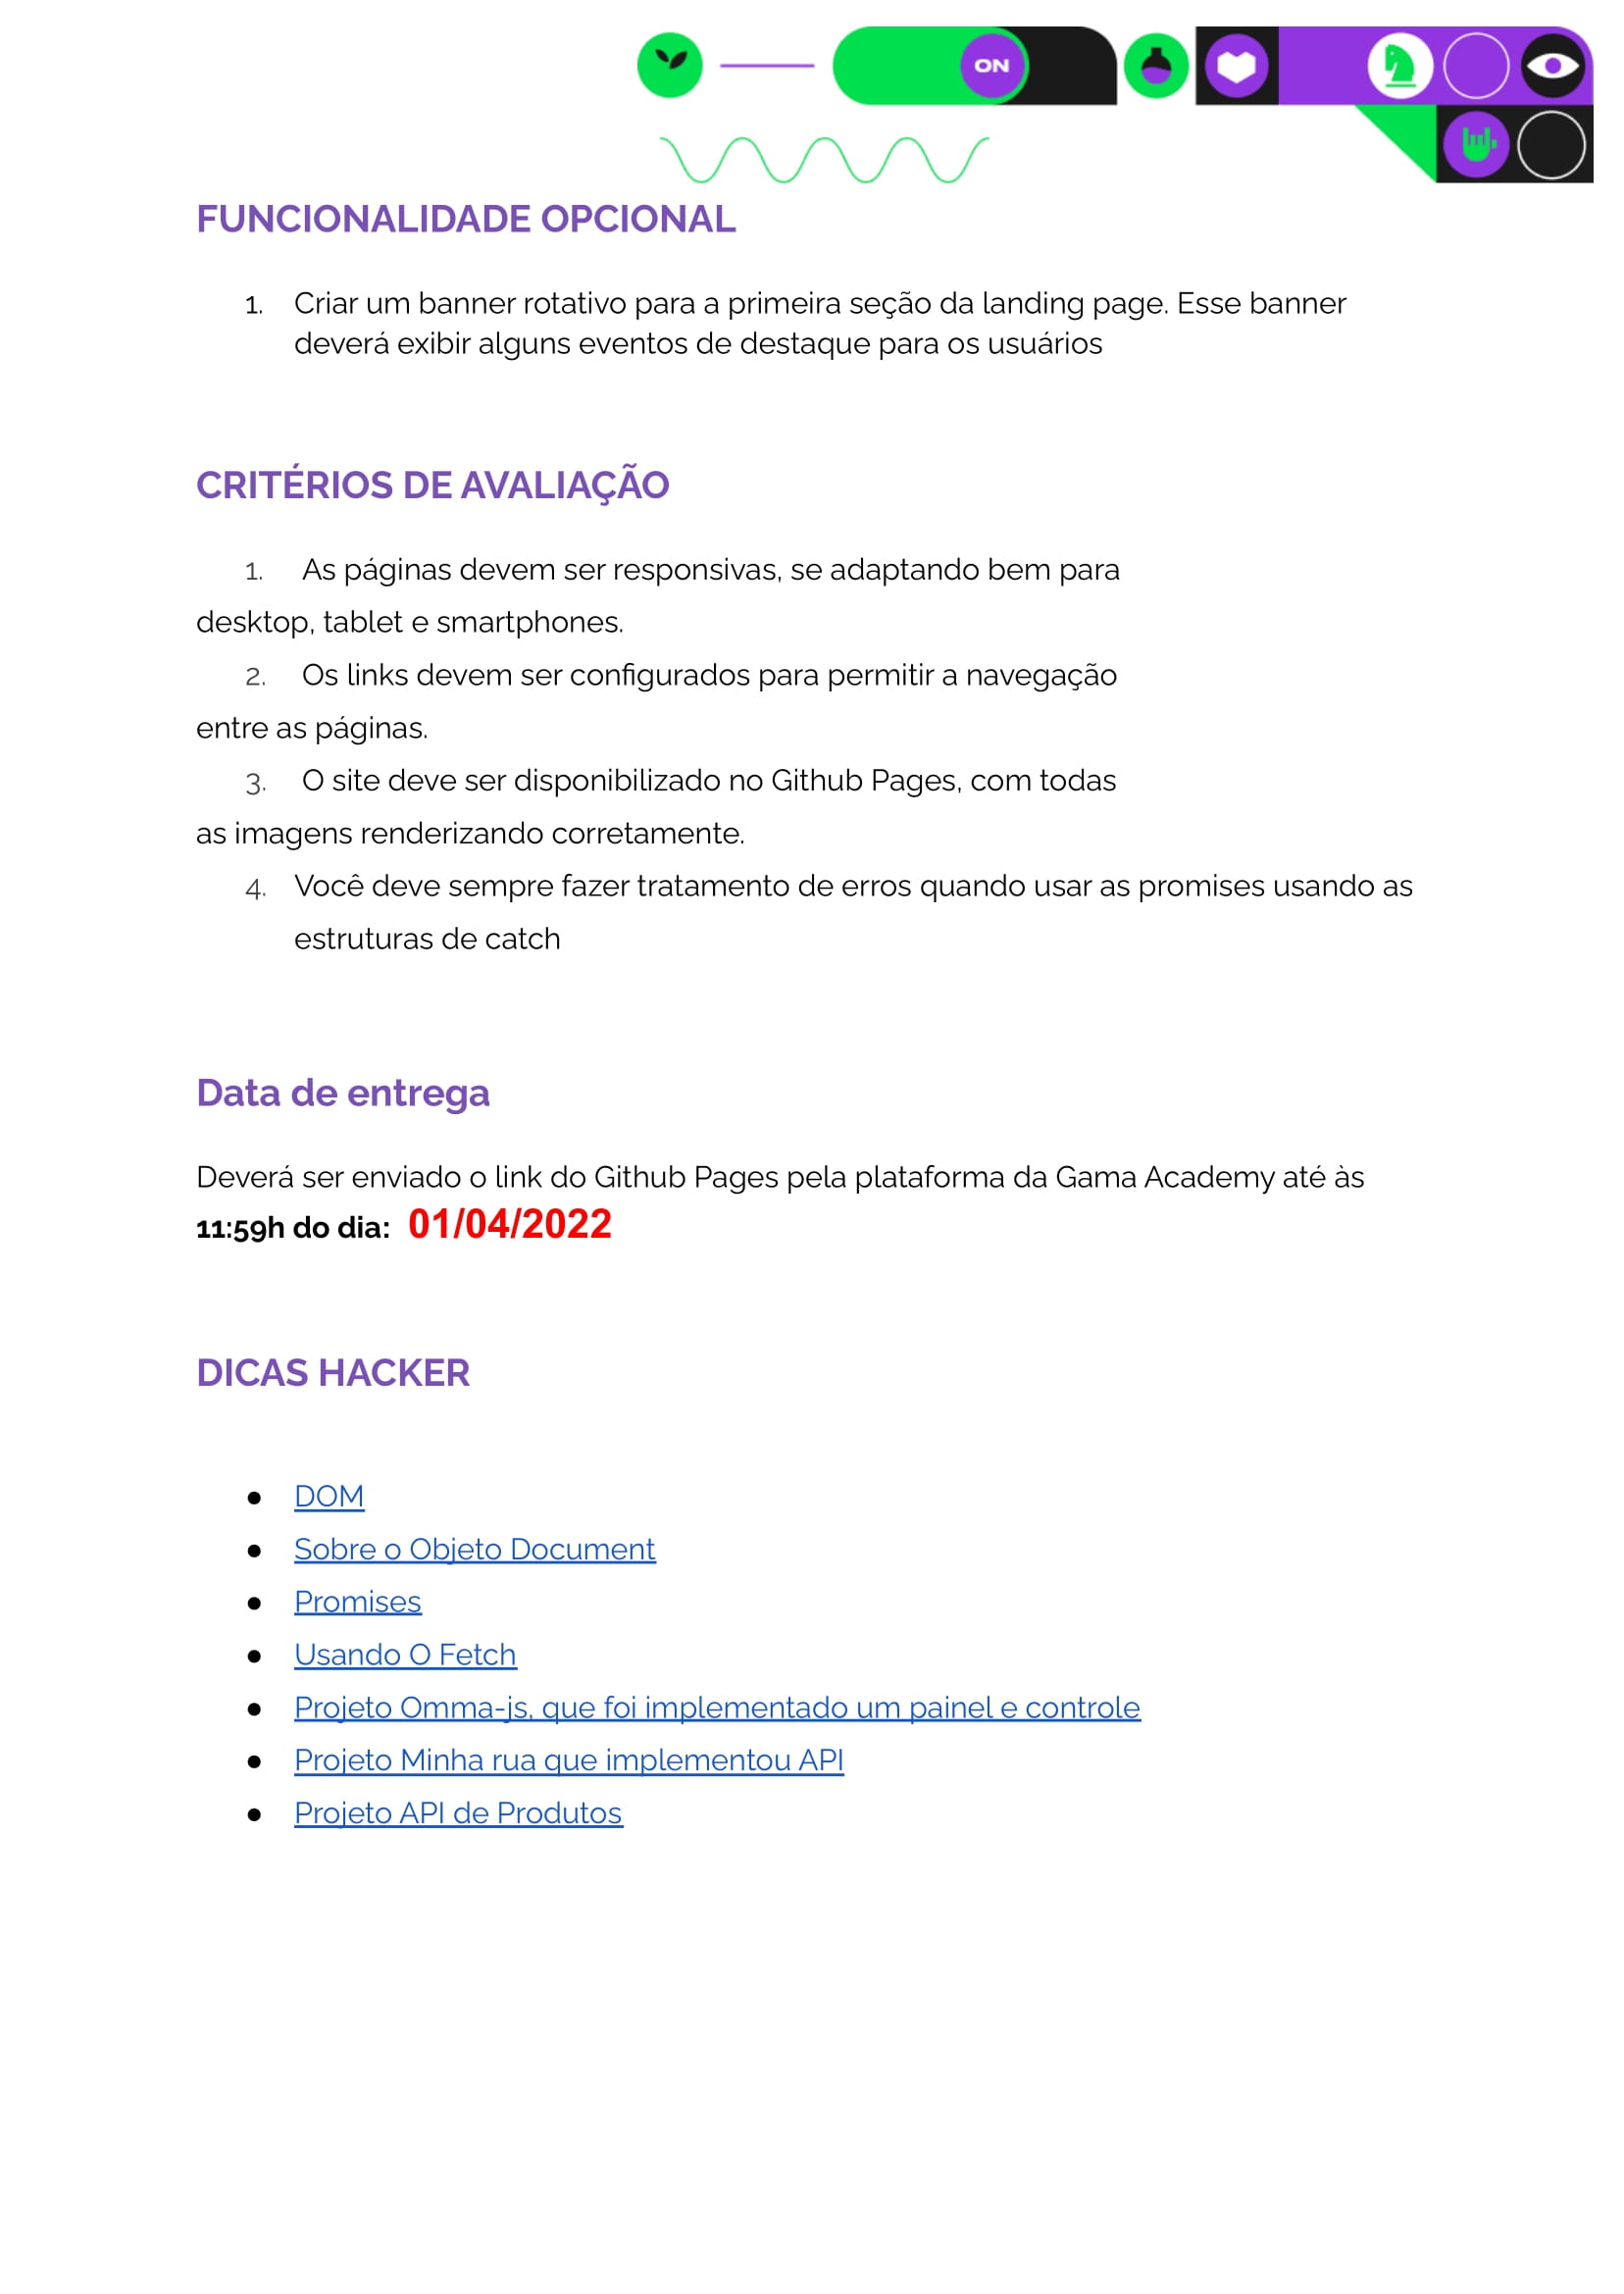 ON
FUNCIONALIDADE OPCIONAL
1. Criar um banner rotativo para a primeira seção da landing page. Esse banner
deverá exibir alguns eventos de destaque para os usuários
CRITÉRIOS DE AVALIAÇÃO
1. As páginas devem ser responsivas, se adaptando bem para
desktop, tablet e smartphones.
2. Os links devem ser configurados para permitir a navegação
entre as páginas.
3. O site deve ser disponibilizado no Github Pages, com todas
as imagens renderizando corretamente.
4. Você deve sempre fazer tratamento de erros quando usar as promises usando as
estruturas de catch
Data de entrega
Deverá ser enviado o link do Github Pages pela plataforma da Gama Academy até às
11:59h do dia: 01/04/2022
DICAS HACKER
● DOM
● Sobre o Objeto Document
● Promises
● Usando O Fetch
● Projeto Omma-js, que foi implementado um painel e controle
● Projeto Minha rua que implementou API
● Projeto API de Produtos